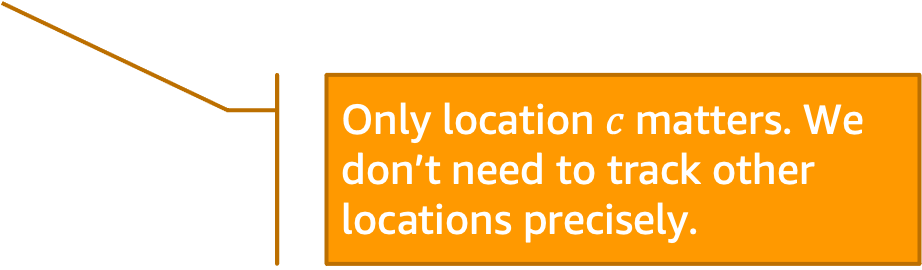 Only location c matters. We
don’t need to track other
locations precisely.